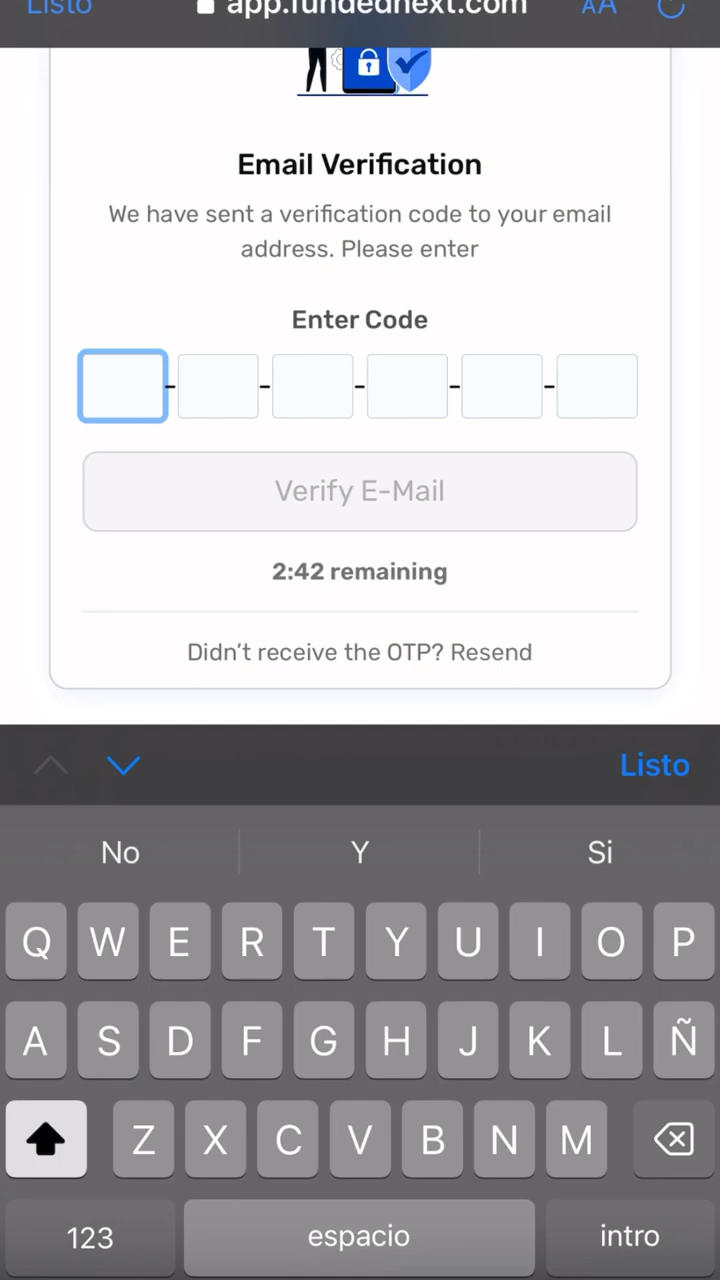 Listo app.fundednext.com AA
Email Verification
We have sent a verification code to your email
address. Please enter
Enter Code
- - - - -
Verify E-Mail
2:42 remaining
Didn’t receive the OTP? Resend
Listo
No Y Si
Q W E R T Y U I O P
A S D F G H J K L Ñ
Z X C V B N M
123 espacio intro